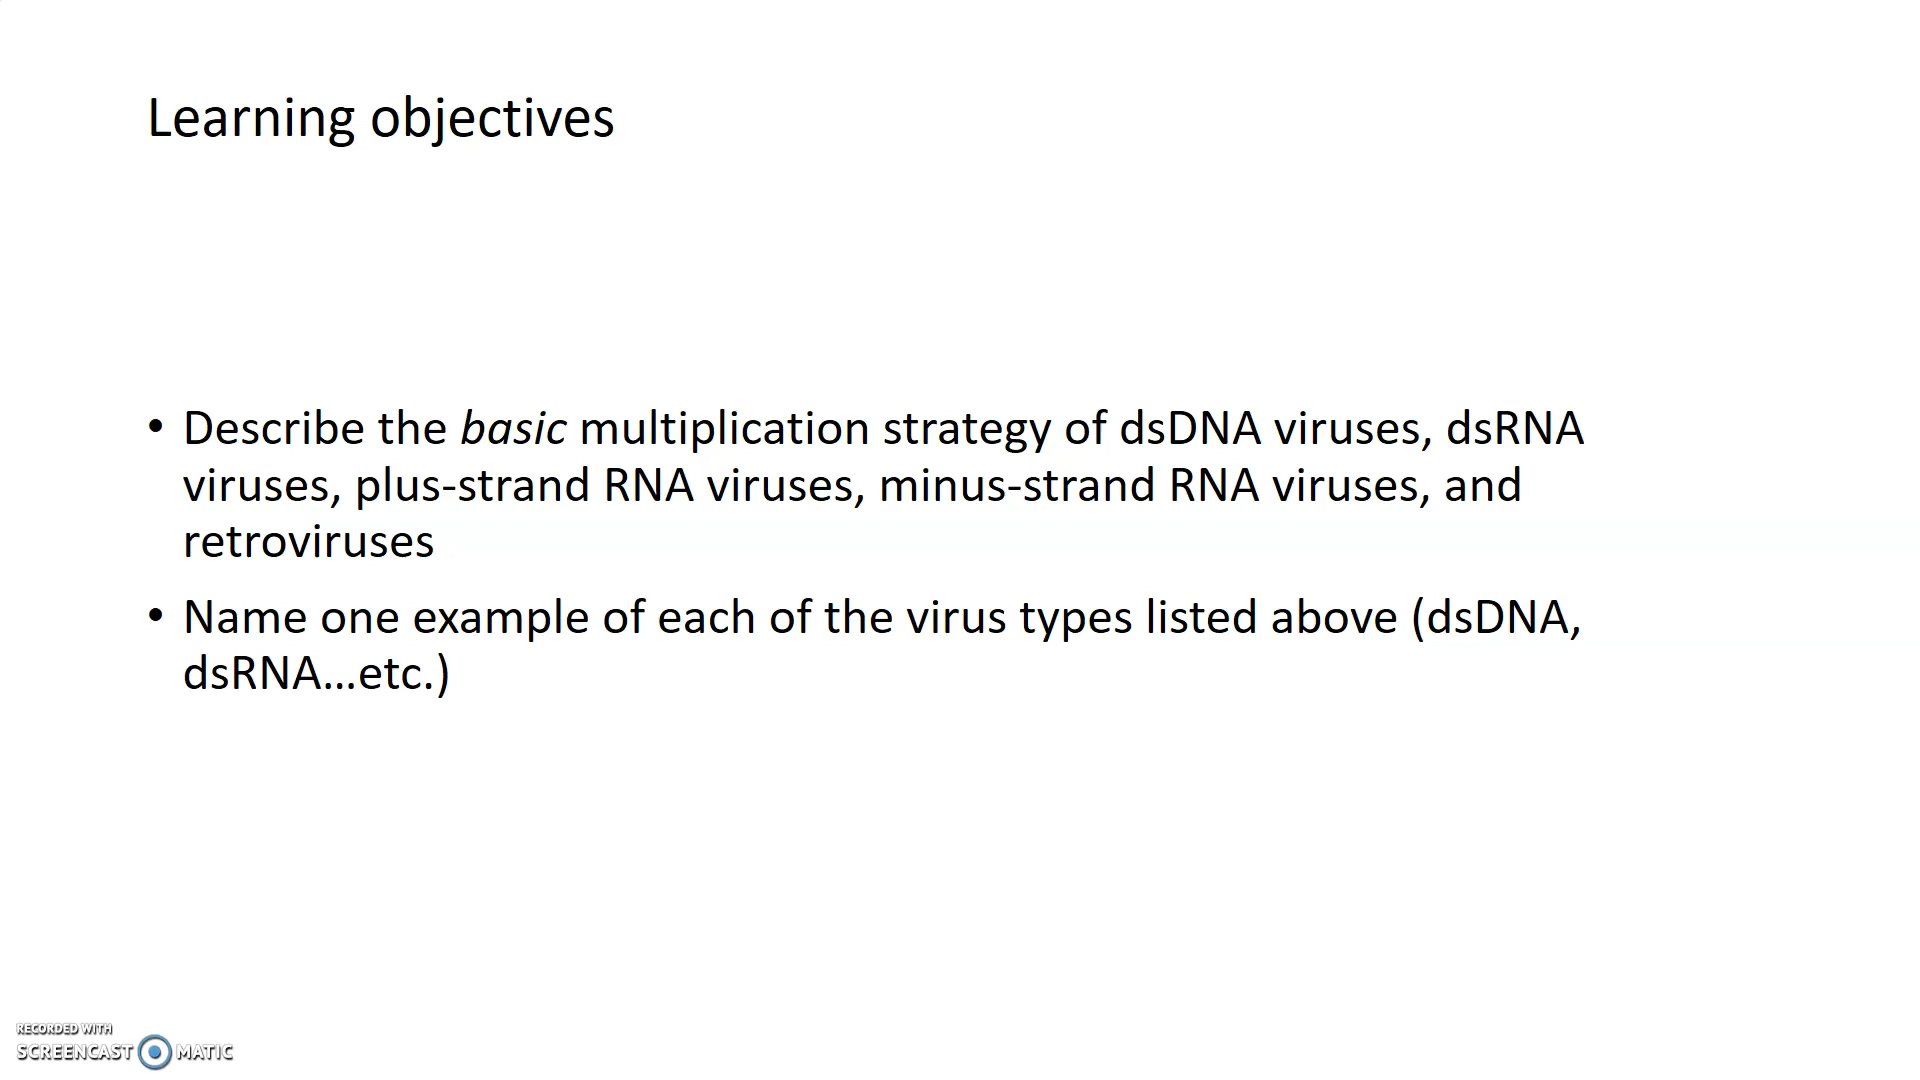 Learning objectives
• Describe the basic multiplication strategy of dsDNA viruses, dsRNA
viruses, plus-strand RNA viruses, minus-strand RNA viruses, and
retroviruses
• Name one example of each of the virus types listed above (dsDNA,
dsRNA...etc.)
RECORDED WITH
SCREENCAST MATIC